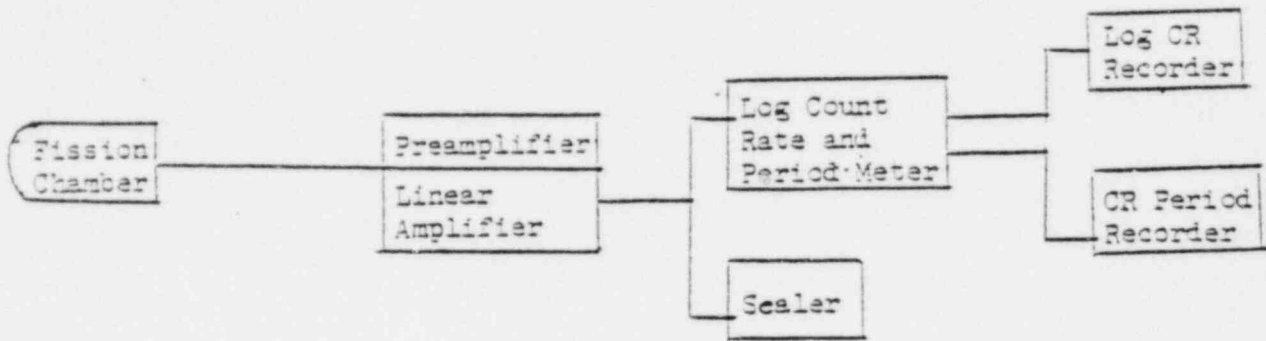 Fission
Chamber
Preamplifier
Linear
Amplifier
Log Count
Rate and
Period Meter
Scaler
Log CR
Recorder
CR Period
Recorder